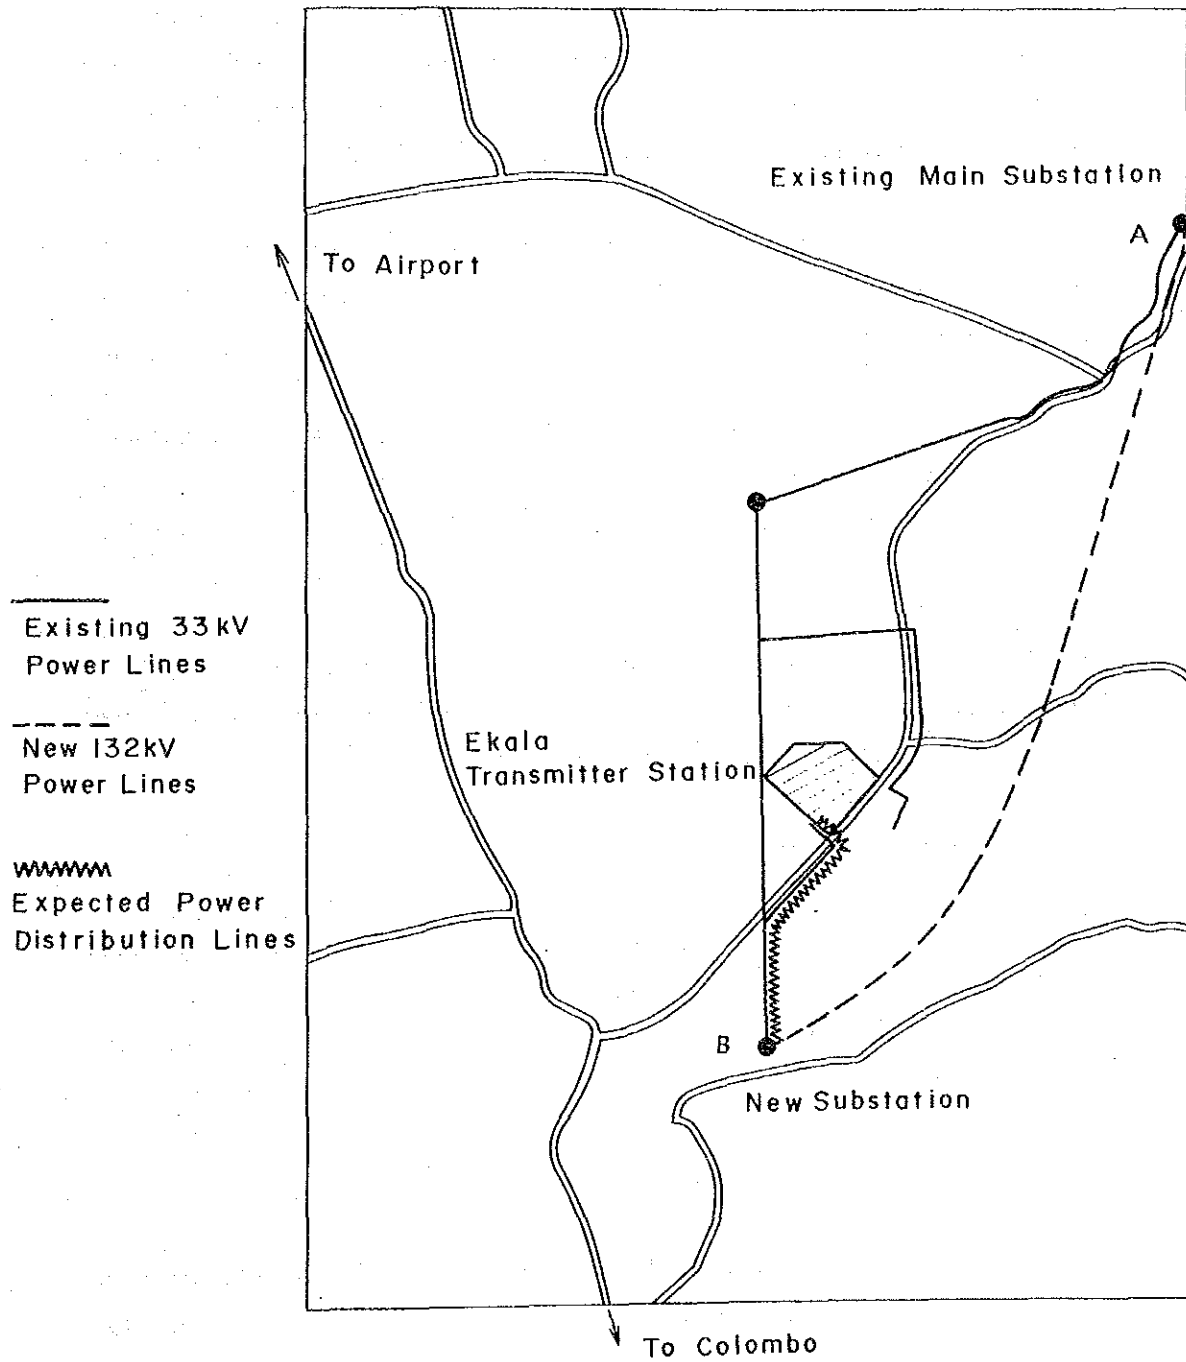 Existing Main Substation
A
To Airport
Existing 33kV
Power Lines
New 132kV
Power Lines
Expected Power
Distribution Lines
Ekala
Transmitter Station
B
New Substation
To Colombo